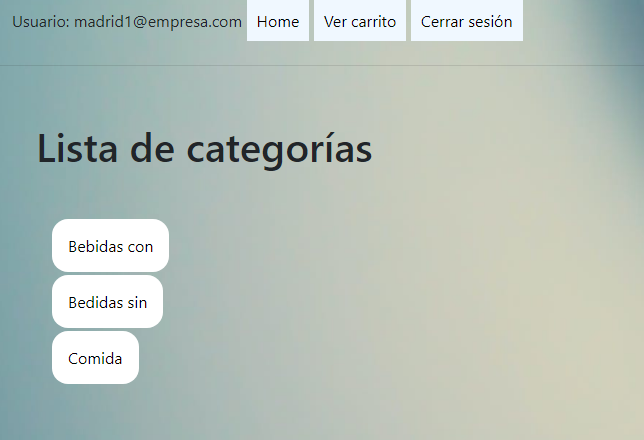 Usuario: madrid1@empresa.com Home Ver carrito Cerrar sesión
Lista de categorías
Bebidas con
Bedidas sin
Comida